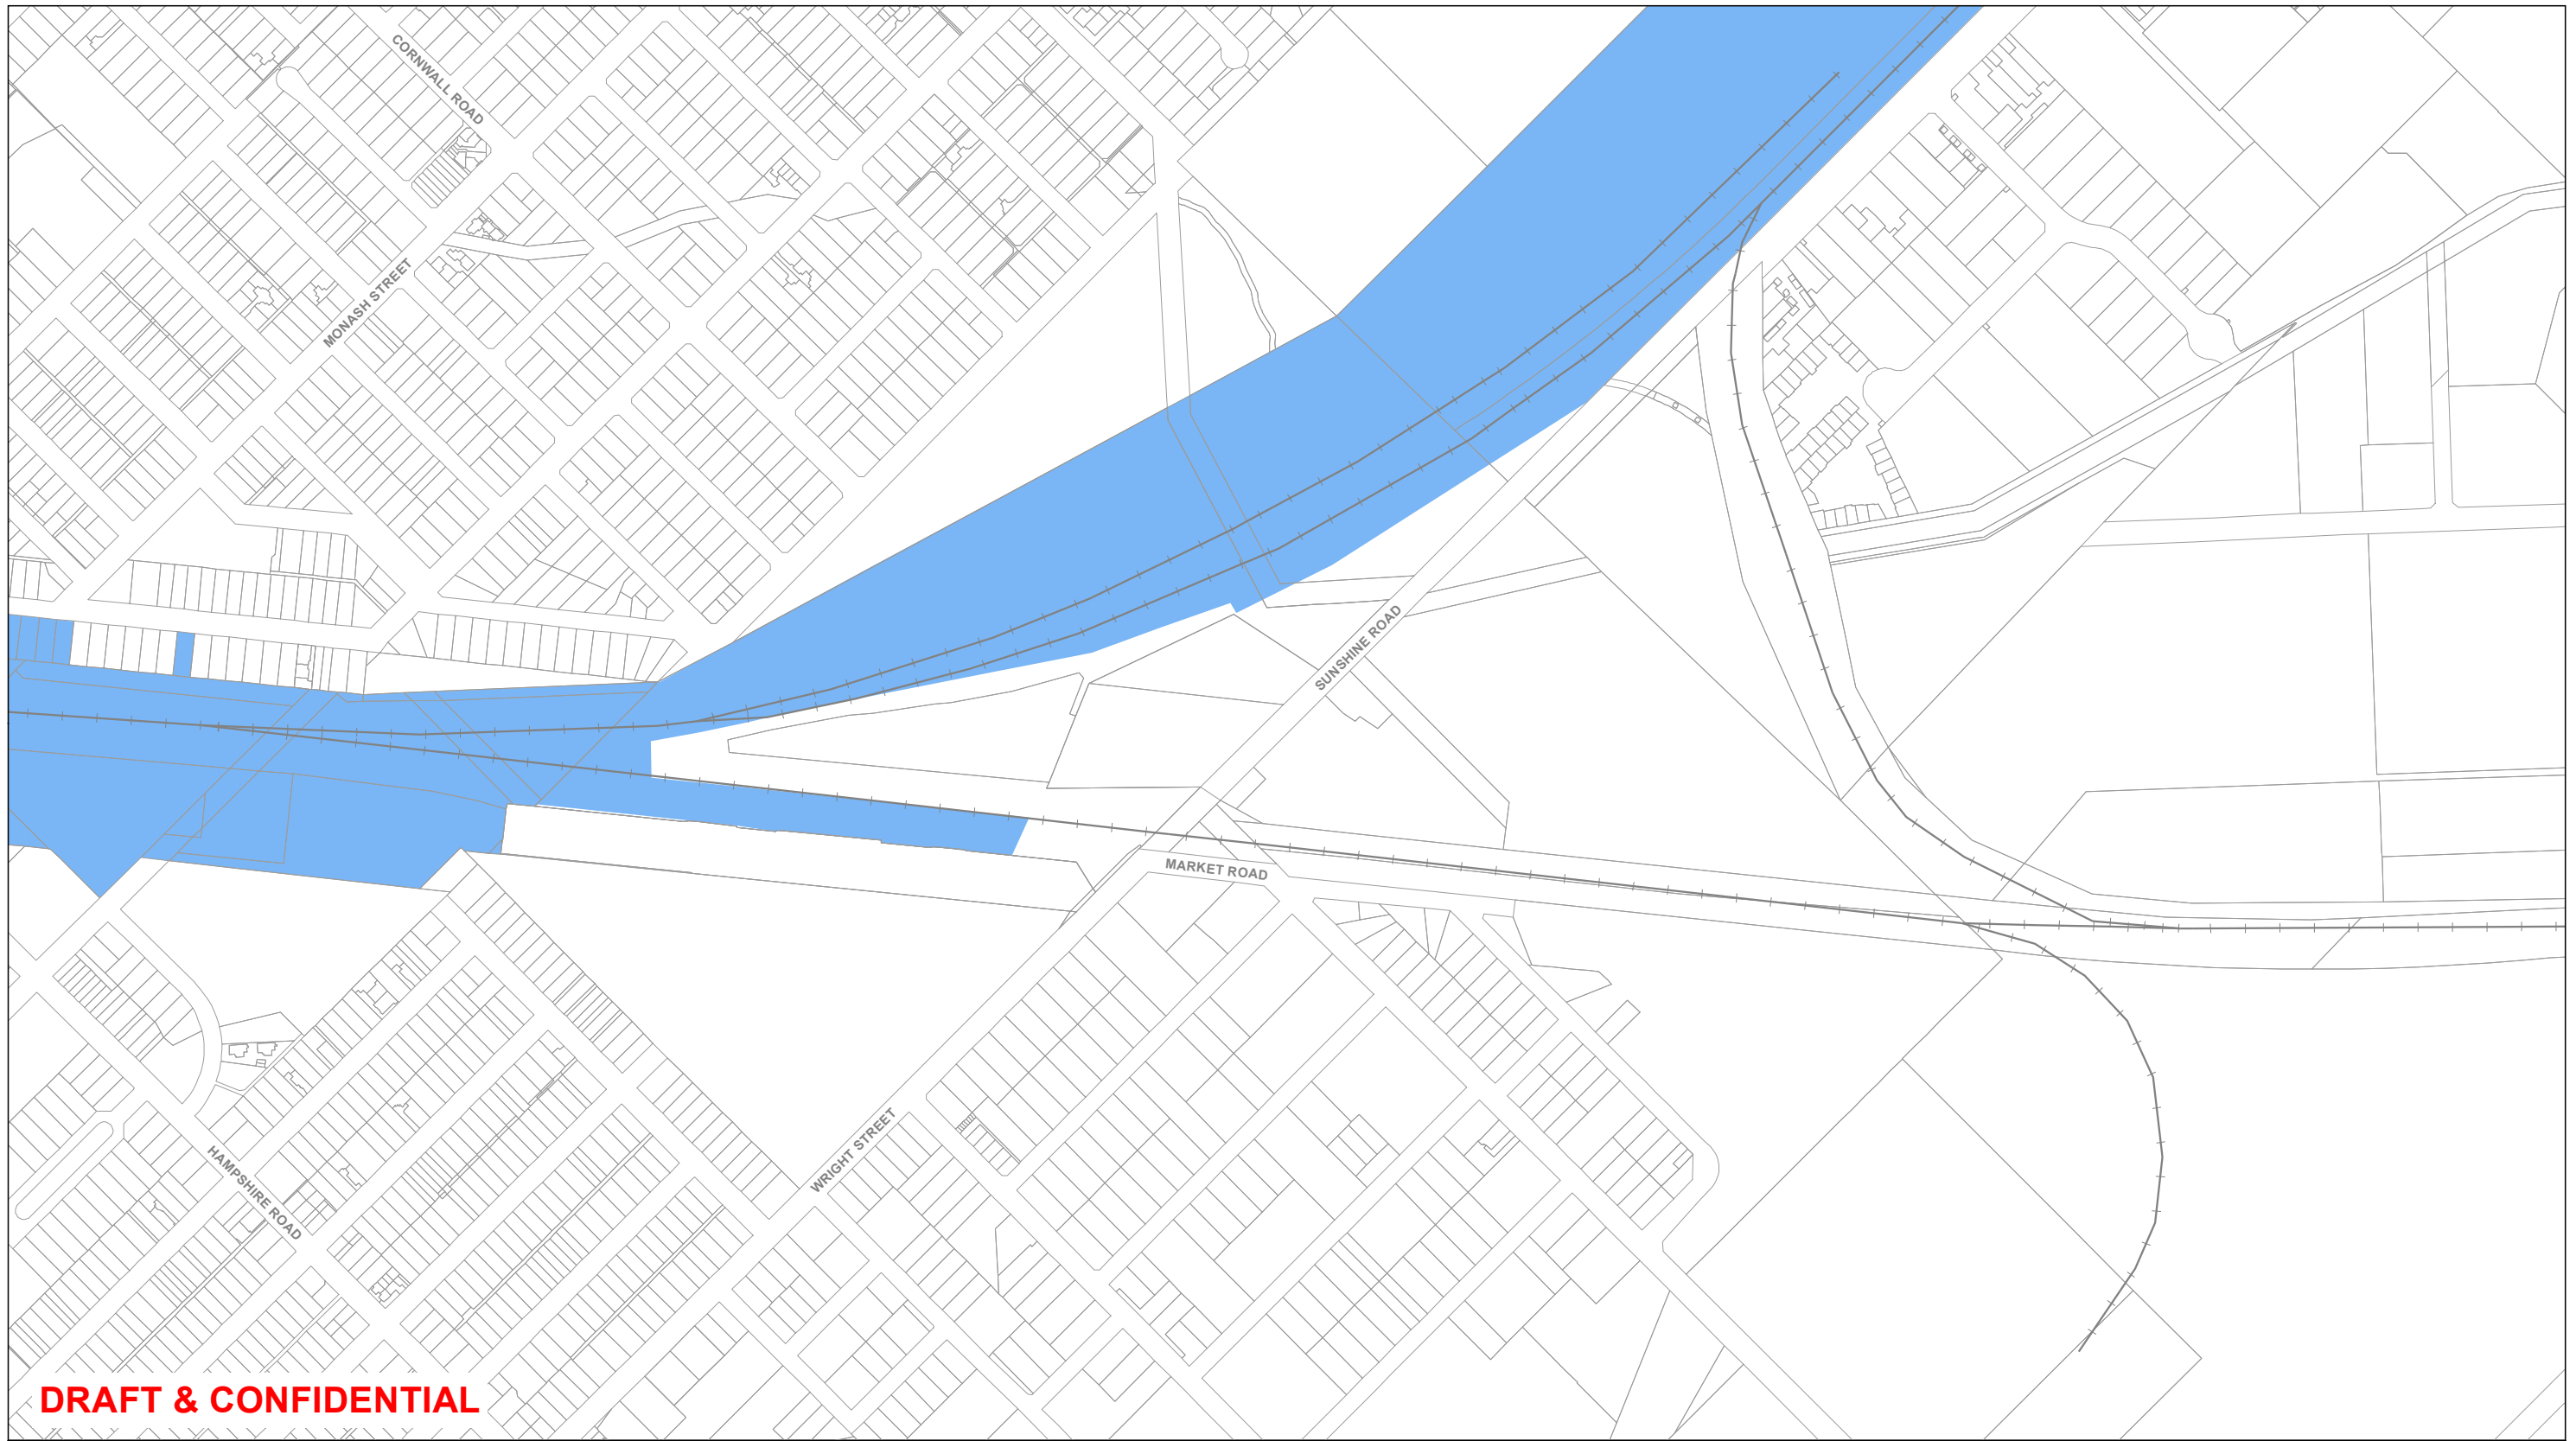 CORNWALL ROAD
MONASH STREET
SUNSHINE ROAD
MARKET ROAD
WRIGHT STREET
HAMPSHIRE ROAD
DRAFT & CONFIDENTIAL